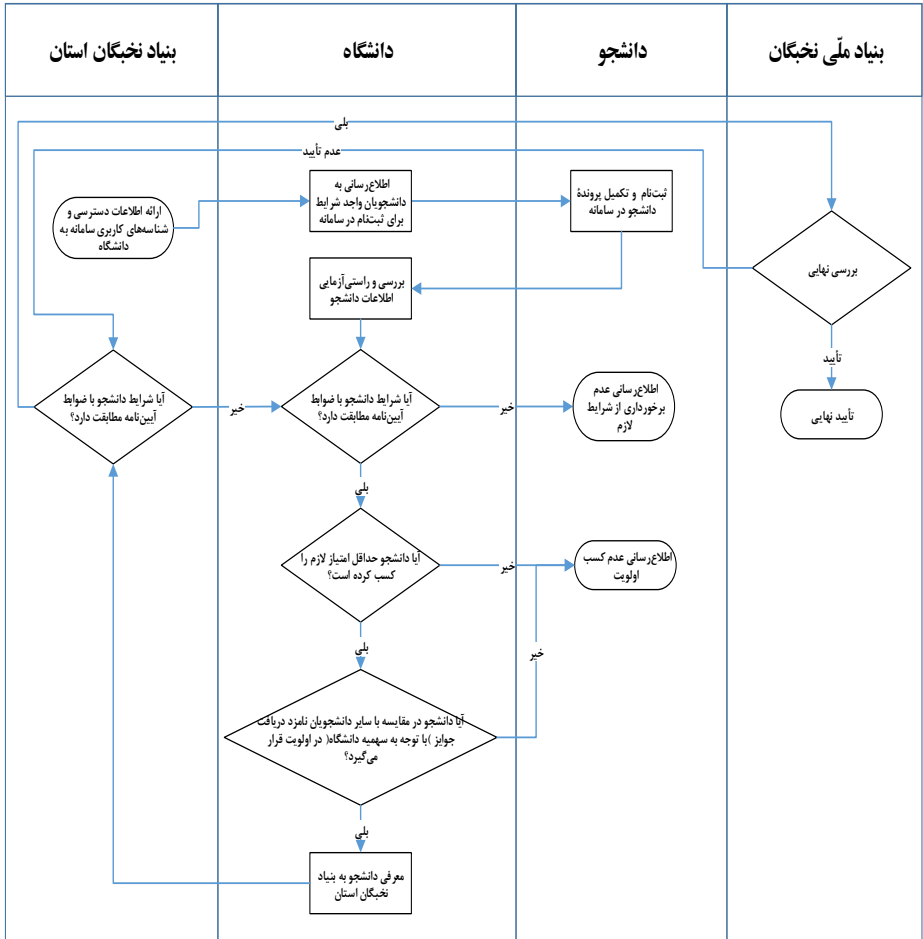 بنیاد ملّی نخبگان
دانشجو
دانشگاه
بنیاد نخبگان استان
بلی
عدم تأیید
ثبت‌نام و تکمیل پروندۀ
دانشجو در سامانه
اطلاع‌رسانی به
دانشجویان واجد شرایط
برای ثبت‌نام در سامانه
ارائه اطلاعات دسترسی و
شناسه‌های کاربری سامانه به
دانشگاه
بررسی نهایی
بررسی و راستی‌آزمایی
اطلاعات دانشجو
تأیید
تأیید نهایی
اطلاع‌رسانی عدم
برخورداری از شرایط
لازم
خیر
آیا شرایط دانشجو با ضوابط
آیین‌نامه مطابقت دارد؟
خیر
آیا شرایط دانشجو با ضوابط
آیین‌نامه مطابقت دارد؟
بلی
اطلاع‌رسانی عدم کسب
اولویت
خیر
آیا دانشجو حداقل امتیاز لازم را
کسب کرده است؟
خیر
بلی
آیا دانشجو در مقایسه با سایر دانشجویان نامزد دریافت
جوایز )با توجه به سهمیه دانشگاه( در اولویت قرار
می‌گیرد؟
بلی
معرفی دانشجو به بنیاد
نخبگان استان